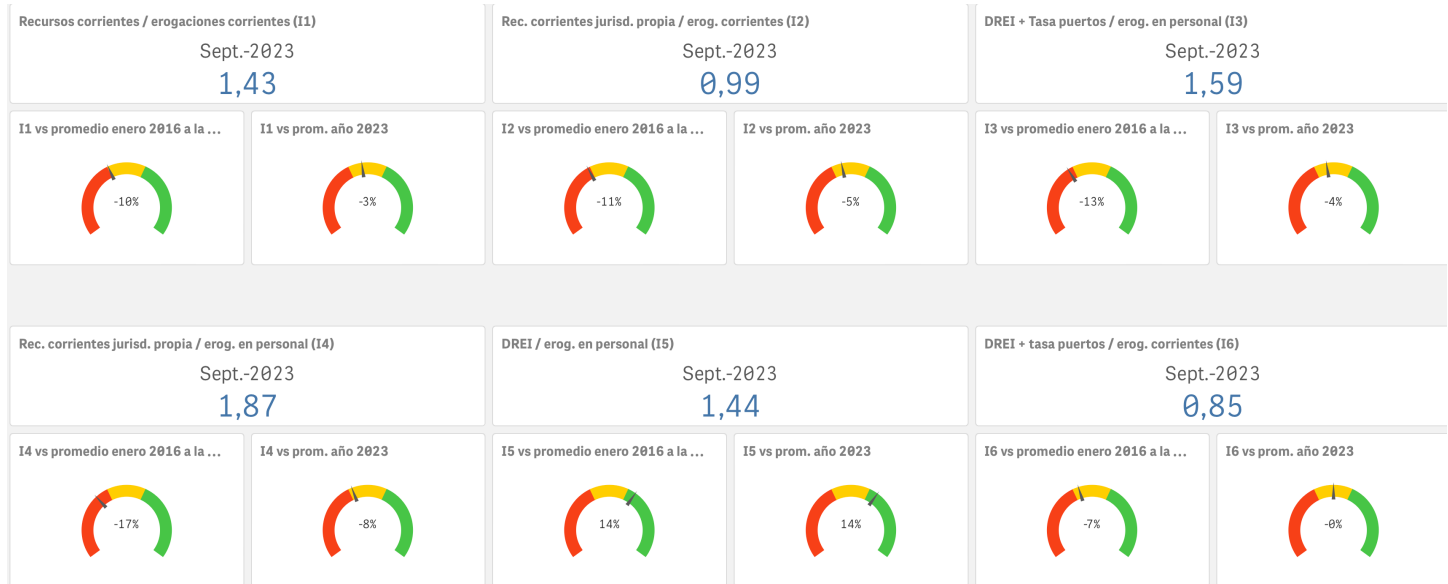 Recursos corrientes / erogaciones corrientes (I1)
Sept.-2023
1,43
Rec. corrientes jurisd. propia / erog. corrientes (I2)
Sept.-2023
0,99
DREI + Tasa puertos / erog. en personal (I3)
Sept.-2023
1,59
I1 vs promedio enero 2016 a la ...
-10%
I1 vs prom. año 2023
-3%
I2 vs promedio enero 2016 a la ...
-11%
I2 vs prom. año 2023
-5%
I3 vs promedio enero 2016 a la ...
-13%
I3 vs prom. año 2023
-4%
Rec. corrientes jurisd. propia / erog. en personal (I4)
Sept.-2023
1,87
DREI / erog. en personal (I5)
Sept.-2023
1,44
DREI + tasa puertos / erog. corrientes (I6)
Sept.-2023
0,85
I4 vs promedio enero 2016 a la ...
-17%
I4 vs prom. año 2023
-8%
I5 vs promedio enero 2016 a la ...
14%
I5 vs prom. año 2023
14%
I6 vs promedio enero 2016 a la ...
-7%
I6 vs prom. año 2023
-0%